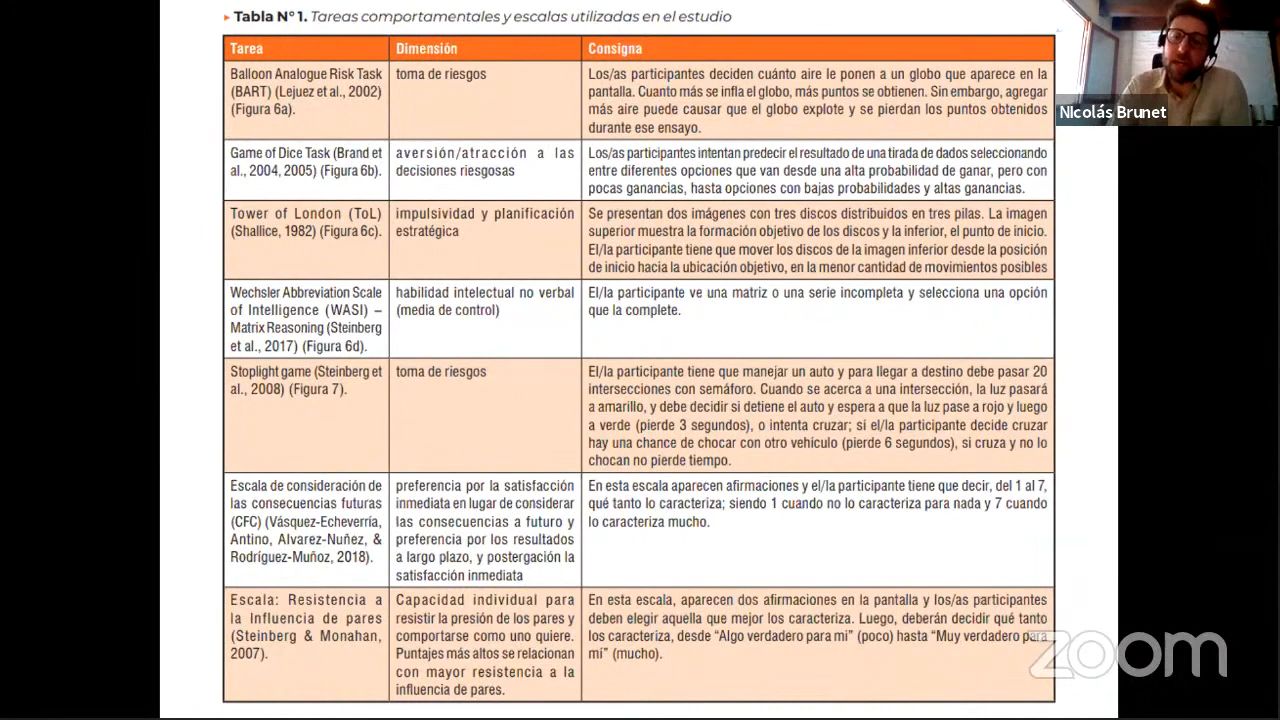 ▸ Tabla N° 1. Tareas comportamentales y escalas utilizadas en el estudio
Tarea
Dimensión
Consigna
Balloon Analogue Risk Task
(BART) (Lejuez et al., 2002)
(Figura 6a).
toma de riesgos
Los/as participantes deciden cuánto aire le ponen a un globo que aparece en la
pantalla. Cuanto más se infla el globo, más puntos se obtienen. Sin embargo, agregar
más aire puede causar que el globo explote y se pierdan los puntos obtenidos
durante ese ensayo.
Game of Dice Task (Brand et
al., 2004, 2005) (Figura 6b).
aversión/atracción a las
decisiones riesgosas
Los/as participantes intentan predecir el resultado de una tirada de dados seleccionando
entre diferentes opciones que van desde una alta probabilidad de ganar, pero con
pocas ganancias, hasta opciones con bajas probabilidades y altas ganancias.
Tower of London (ToL)
(Shallice, 1982) (Figura 6c).
impulsividad y planificación
estratégica
Se presentan dos imágenes con tres discos distribuidos en tres pilas. La imagen
superior muestra la formación objetivo de los discos y la inferior, el punto de inicio.
El/la participante tiene que mover los discos de la imagen inferior desde la posición
de inicio hacia la ubicación objetivo, en la menor cantidad de movimientos posibles
Wechsler Abbreviation Scale
of Intelligence (WASI) –
Matrix Reasoning (Steinberg
et al., 2017) (Figura 6d).
habilidad intelectual no verbal
(media de control)
El/la participante ve una matriz o una serie incompleta y selecciona una opción
que la complete.
Stoplight game (Steinberg et
al., 2008) (Figura 7).
toma de riesgos
El/la participante tiene que manejar un auto y para llegar a destino debe pasar 20
intersecciones con semáforo. Cuando se acerca a una intersección, la luz pasará
a amarillo, y debe decidir si detiene el auto y espera a que la luz pase a rojo y luego
a verde (pierde 3 segundos), o intenta cruzar; si el/la participante decide cruzar
hay una chance de chocar con otro vehículo (pierde 6 segundos), si cruza y no lo
chocan no pierde tiempo.
Escala de consideración de
las consecuencias futuras
(CFC) (Vásquez-Echeverría,
Antino, Alvarez-Nuñez, &
Rodríguez-Muñoz, 2018).
preferencia por la satisfacción
inmediata en lugar de considerar
las consecuencias a futuro y
preferencia por los resultados
a largo plazo, y postergación la
satisfacción inmediata
En esta escala aparecen afirmaciones y el/la participante tiene que decir, del 1 al 7,
qué tanto lo caracteriza; siendo 1 cuando no lo caracteriza para nada y 7 cuando
lo caracteriza mucho.
Escala: Resistencia a
la Influencia de pares
(Steinberg & Monahan,
2007).
Capacidad individual para
resistir la presión de los pares y
comportarse como uno quiere.
Puntajes más altos se relacionan
con mayor resistencia a la
influencia de pares.
En esta escala, aparecen dos afirmaciones en la pantalla y los/as participantes
deben elegir aquella que mejor los caracteriza. Luego, deberán decidir qué tanto
los caracteriza, desde “Algo verdadero para mi” (poco) hasta “Muy verdadero para
mí” (mucho).
Nicolás Brunet
zoom